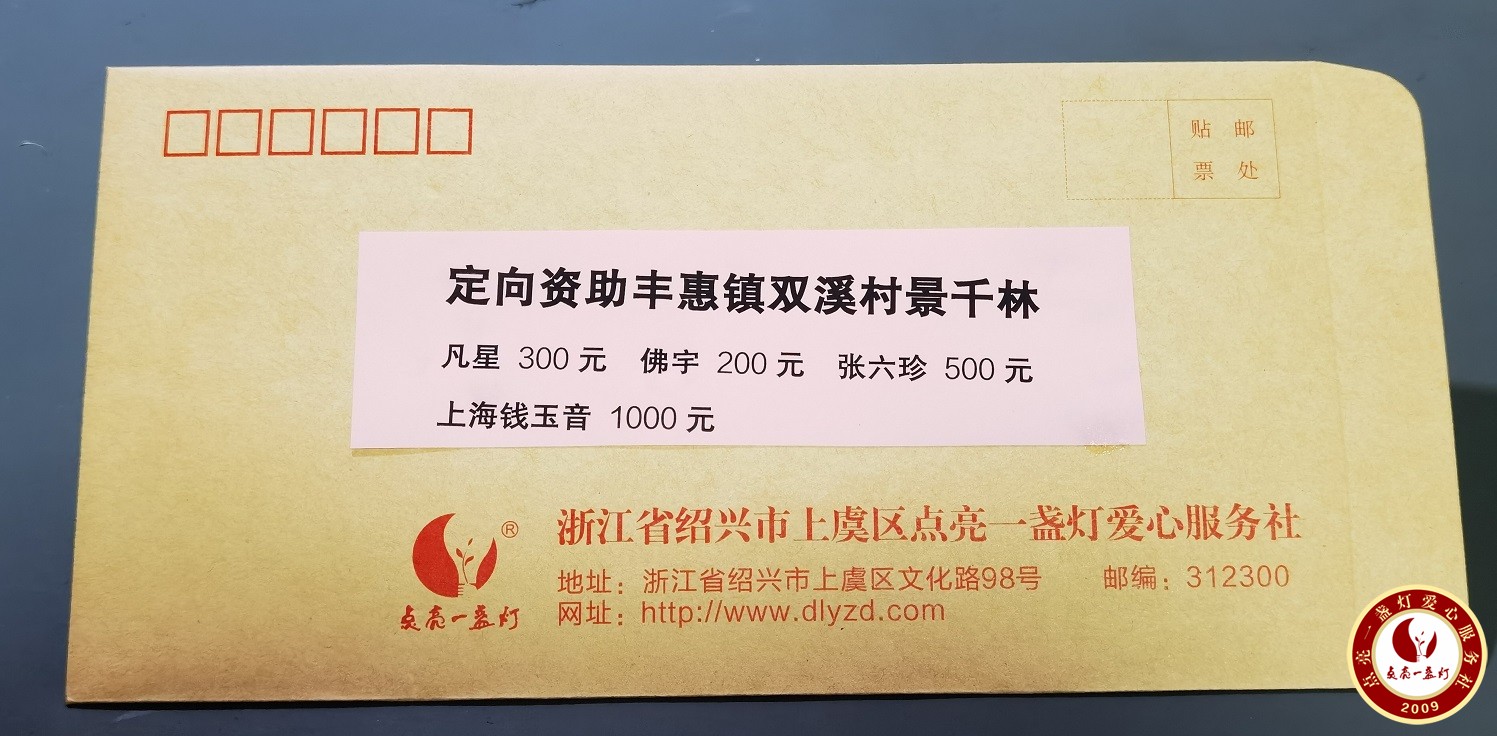 贴 邮
票 处
定向资助丰惠镇双溪村景千林
凡星 300 元 佛宇 200 元 张六珍 500 元
上海钱玉音 1000 元
®
点亮一盏灯
浙江省绍兴市上虞区点亮一盏灯爱心服务社
地址：浙江省绍兴市上虞区文化路98号 邮编：312300
网址：http://www.dlyzd.com
点亮一盏灯爱心服务社
点亮一盏灯
2009